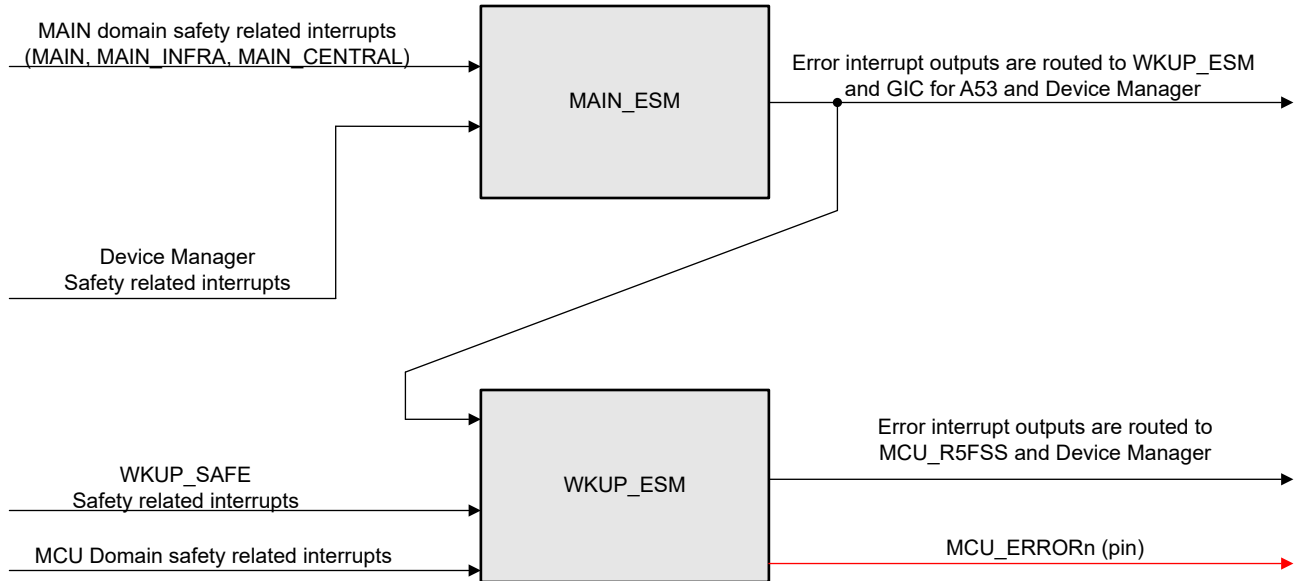 MAIN domain safety related interrupts
(MAIN, MAIN_INFRA, MAIN_CENTRAL)
MAIN_ESM
Error interrupt outputs are routed to WKUP_ESM
and GIC for A53 and Device Manager
Device Manager
Safety related interrupts
WKUP_SAFE
Safety related interrupts
MCU Domain safety related interrupts
WKUP_ESM
Error interrupt outputs are routed to
MCU_R5FSS and Device Manager
MCU_ERRORn (pin)